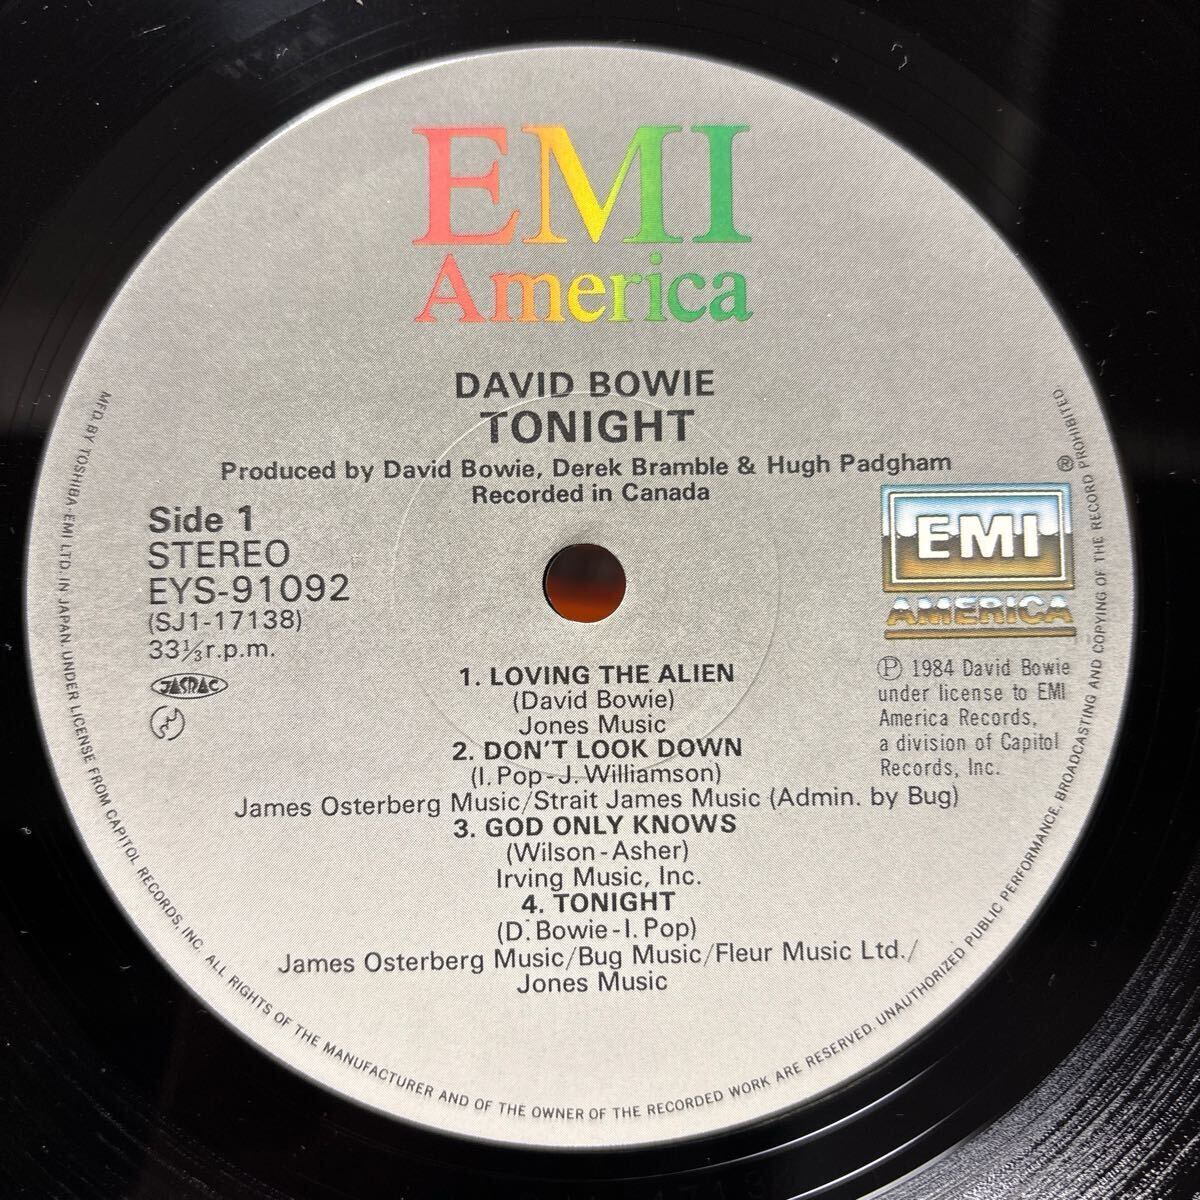 EMI
America
DAVID BOWIE
TONIGHT
Produced by David Bowie, Derek Bramble & Hugh Padgham
Recorded in Canada
Side 1
STEREO
EYS-91092
(SJ1-17138)
33⅓r.p.m.
JASRAC
EMI
AMERICA
Ⓟ 1984 David Bowie
under license to EMI
America Records,
a division of Capitol
Records, Inc.
1. LOVING THE ALIEN
(David Bowie)
Jones Music
2. DON'T LOOK DOWN
(I. Pop-J. Williamson)
James Osterberg Music/Strait James Music (Admin. by Bug)
3. GOD ONLY KNOWS
(Wilson-Asher)
Irving Music, Inc.
4. TONIGHT
(D. Bowie-I. Pop)
James Osterberg Music/Bug Music/Fleur Music Ltd./
Jones Music
MFD. BY TOSHIBA-EMI LTD. IN JAPAN. UNDER LICENSE FROM CAPITOL RECORDS, INC. ALL RIGHTS OF THE MANUFACTURER AND OF THE OWNER OF THE RECORDED WORK ARE RESERVED. UNAUTHORIZED PUBLIC PERFORMANCE, BROADCASTING AND COPYING OF THE RECORD PROHIBITED ®